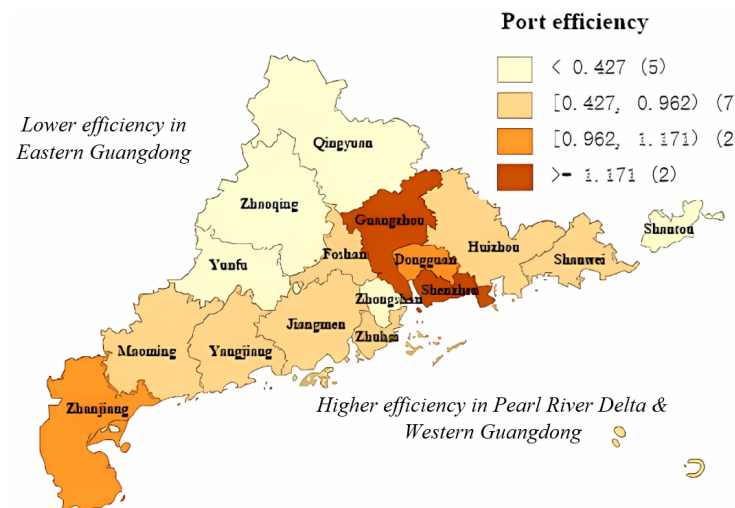 Port efficiency
< 0.427 (5)
[0.427, 0.962) (7
[0.962, 1.171) (2
>= 1.171 (2)
Lower efficiency in
Eastern Guangdong
Qingyuan
Zhaoqing
Guangzhou
Shantou
Huizhou
Foshan
Dongguan
Shanwei
Yunfu
Shenzhen
Zhongshan
Jiangmen
Zhuhai
Maoming
Yangjiang
Zhanjiang
Higher efficiency in Pearl River Delta &
Western Guangdong